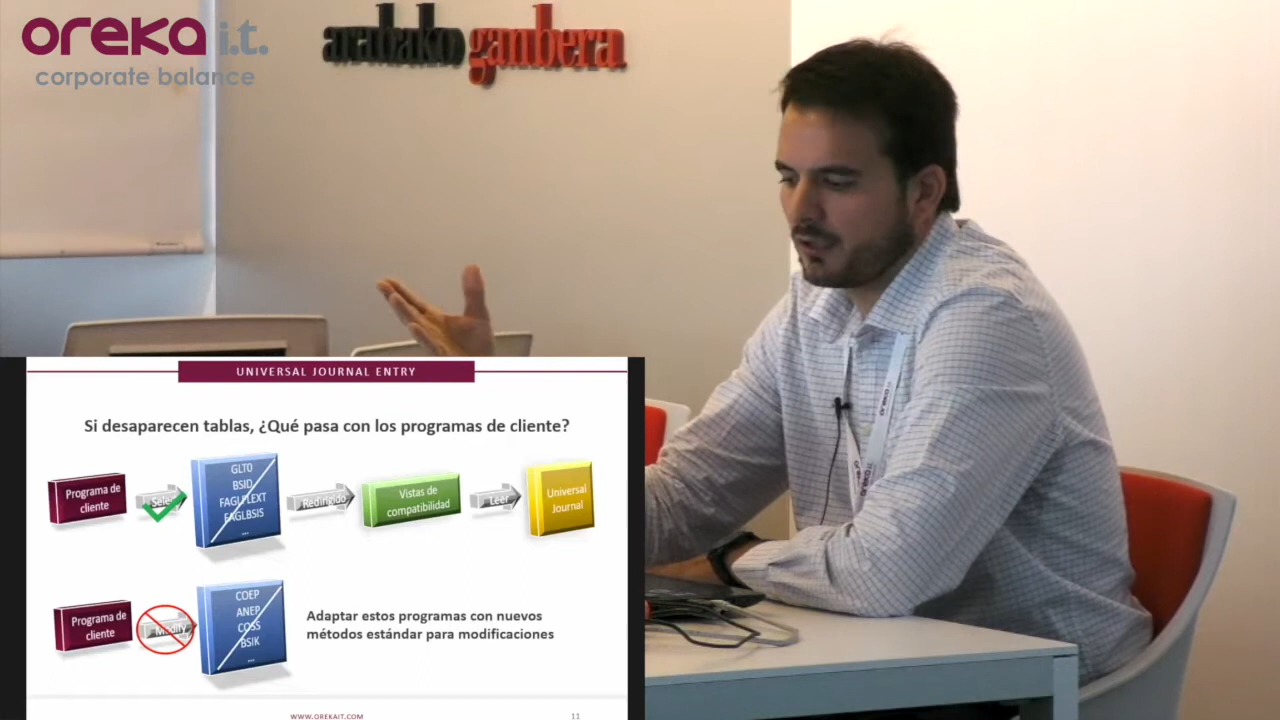 oreka i.t.
corporate balance
arabako gambera
UNIVERSAL JOURNAL ENTRY
Si desaparecen tablas, ¿Qué pasa con los programas de cliente?
Programa de
cliente
Select
GLT0
BSID
FAGLFLEXT
FAGLBSIS
...
Redirigido
Vistas de
compatibilidad
Leer
Universal
Journal
Programa de
cliente
Modify
COEP
ANEP
COSS
BSIK
...
Adaptar estos programas con nuevos
métodos estándar para modificaciones
WWW.OREKAIT.COM
11
oreka i.t.